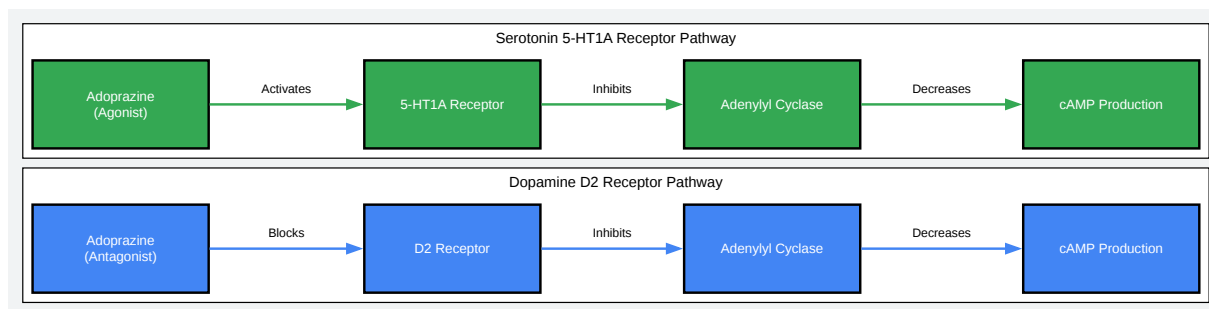 Serotonin 5-HT1A Receptor Pathway
Adoprazine
(Agonist)
Activates
5-HT1A Receptor
Inhibits
Adenylyl Cyclase
Decreases
cAMP Production
Dopamine D2 Receptor Pathway
Adoprazine
(Antagonist)
Blocks
D2 Receptor
Inhibits
Adenylyl Cyclase
Decreases
cAMP Production